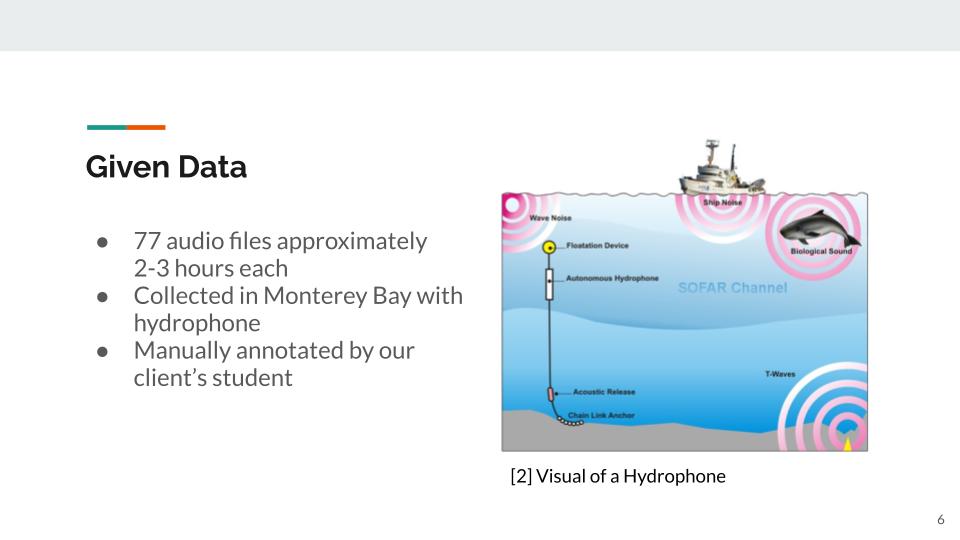 Given Data
● 77 audio files approximately
2-3 hours each
● Collected in Monterey Bay with
hydrophone
● Manually annotated by our
client’s student
Ship Noise
Wave Noise
Floatation Device
Biological Sound
Autonomous Hydrophone
SOFAR Channel
T-Waves
Acoustic Release
Chain Link Anchor
[2] Visual of a Hydrophone
6